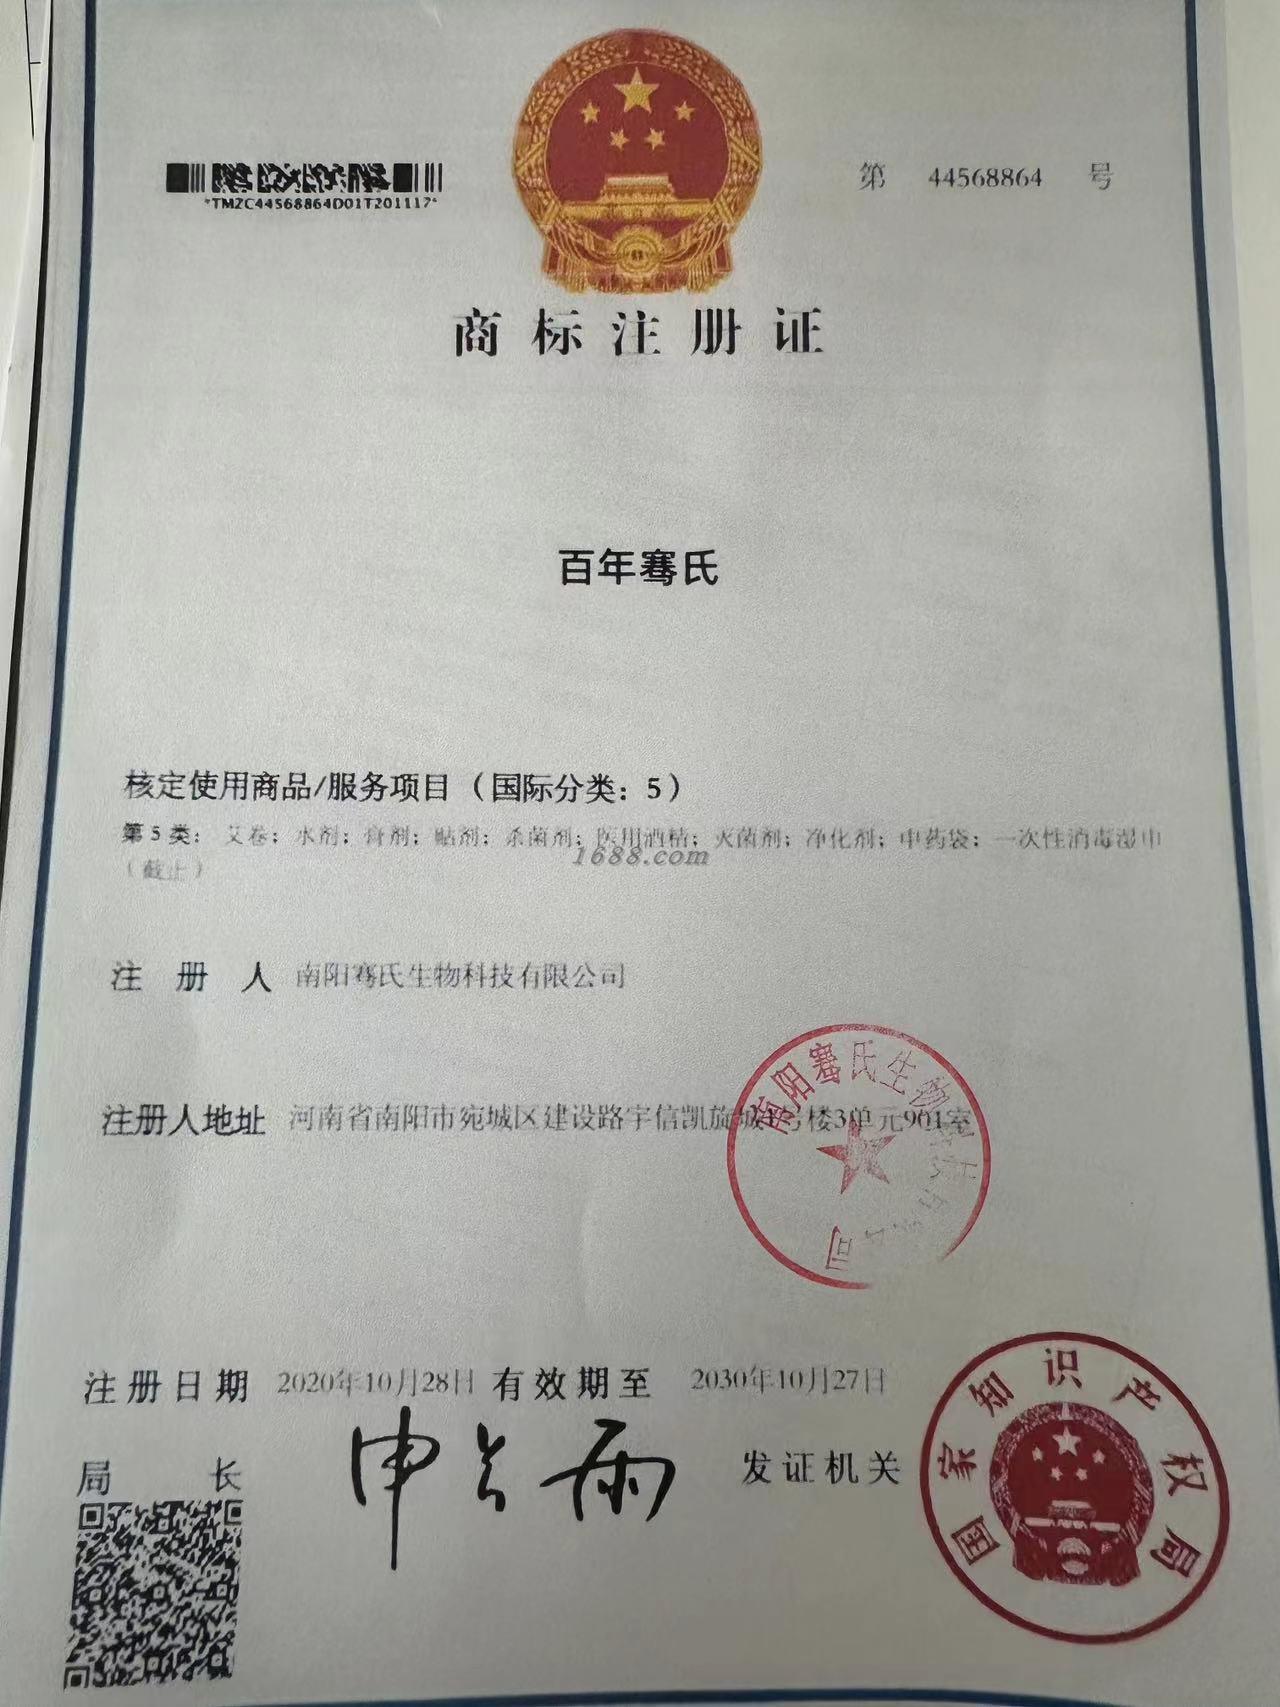 第 44568864 号
*TMZC44568864D01T201117*
商标注册证
百年骞氏
核定使用商品/服务项目（国际分类：5）
第5类：艾卷；水剂；膏剂；贴剂；杀菌剂；医用酒精；灭菌剂；净化剂；中药袋；一次性消毒湿巾
（截止）
1688.com
注册人 南阳骞氏生物科技有限公司
注册人地址 河南省南阳市宛城区建设路宇信凯旋城1号楼3单元901室
南阳骞氏生物
司
注册日期 2020年10月28日 有效期至 2030年10月27日
局长 申长雨 发证机关
国家知识产权局